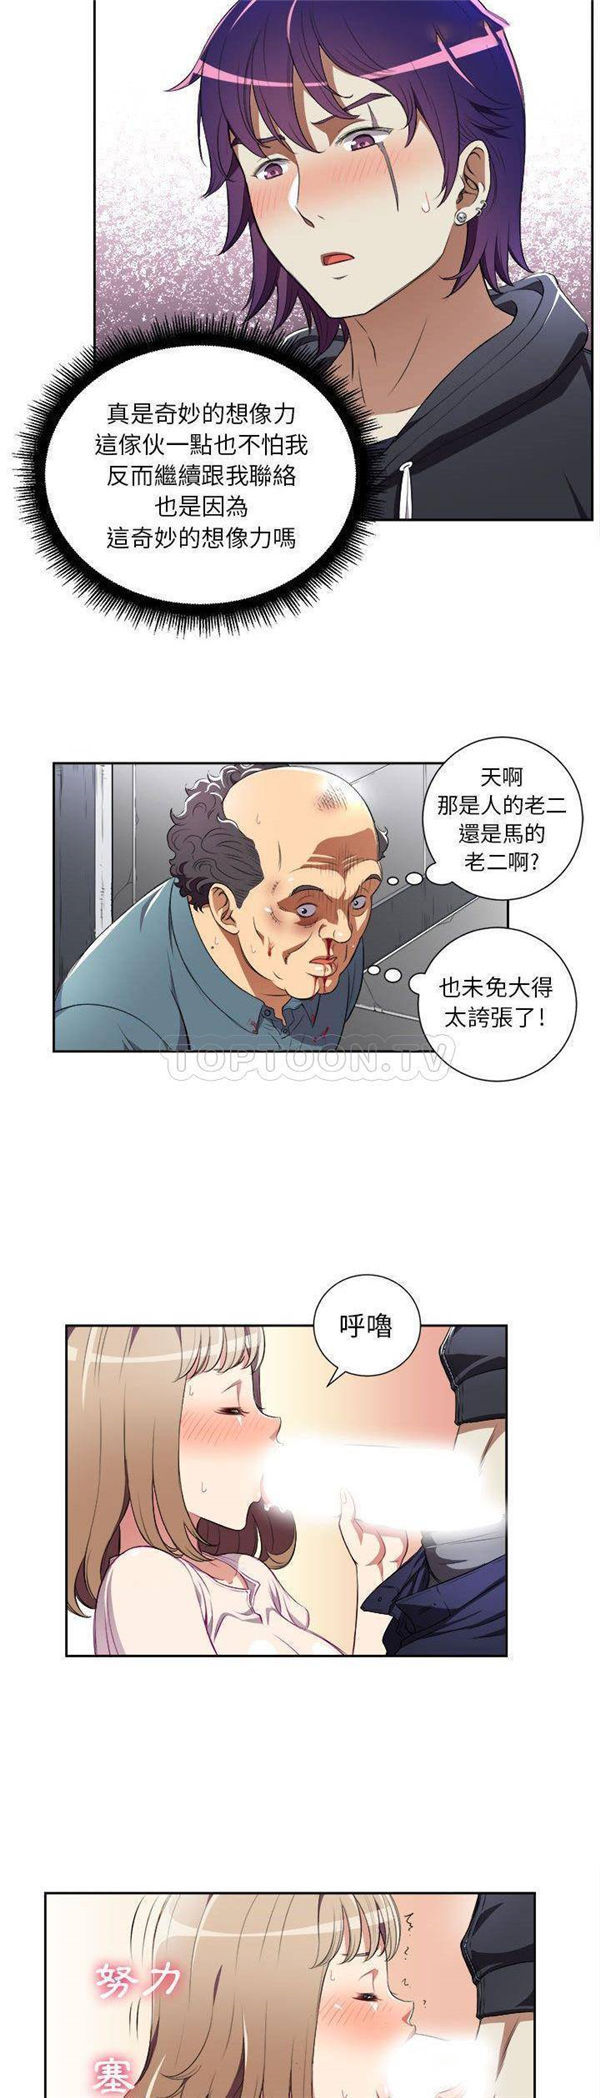 真是奇妙的想像力
這傢伙一點也不怕我
反而繼續跟我聯絡
也是因為
這奇妙的想像力嗎
天啊
那是人的老二
還是馬的
老二啊?
也未免大得
太誇張了!
TOPTOON.TV
呼嚕
努力
塞